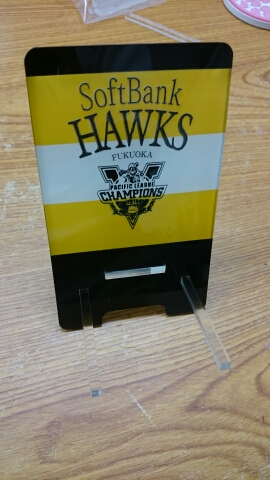 SoftBank
HAWKS
FUKUOKA
PACIFIC LEAGUE
CHAMPIONS